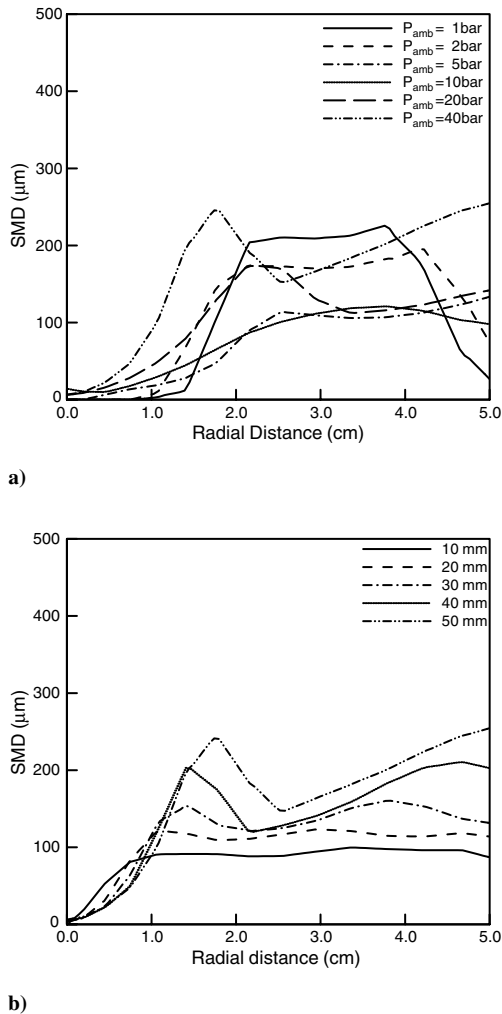 500
400
300
200
100
0
SMD (μm)
P_amb= 1bar
P_amb= 2bar
P_amb= 5bar
P_amb=10bar
P_amb=20bar
P_amb=40bar
0.0 1.0 2.0 3.0 4.0 5.0
Radial Distance (cm)
a)
500
400
300
200
100
0
SMD (μm)
10 mm
20 mm
30 mm
40 mm
50 mm
0.0 1.0 2.0 3.0 4.0 5.0
Radial distance (cm)
b)